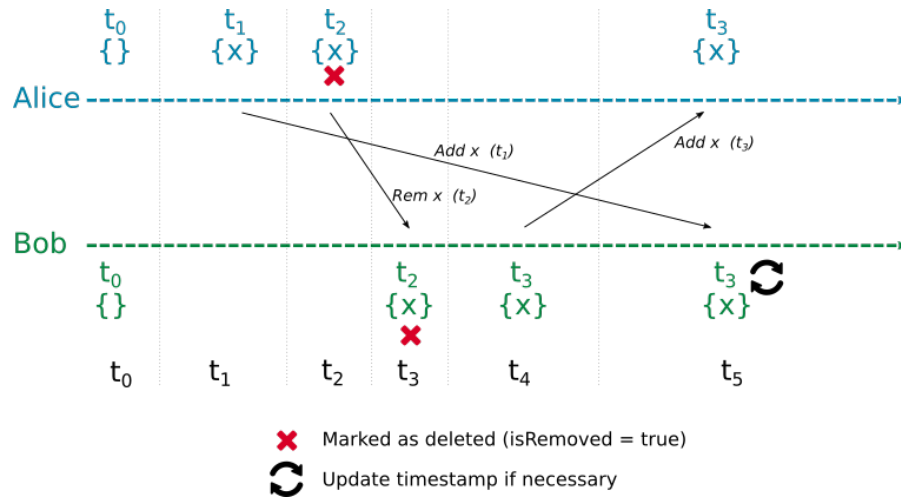 t₀ t₁ t₂ t₃
{} {x} {x} {x}
Alice
Add x (t₁)
Add x (t₃)
Rem x (t₂)
Bob
t₀ t₂ t₃ t₃
{} {x} {x} {x}
t₀ t₁ t₂ t₃ t₄ t₅
Marked as deleted (isRemoved = true)
Update timestamp if necessary